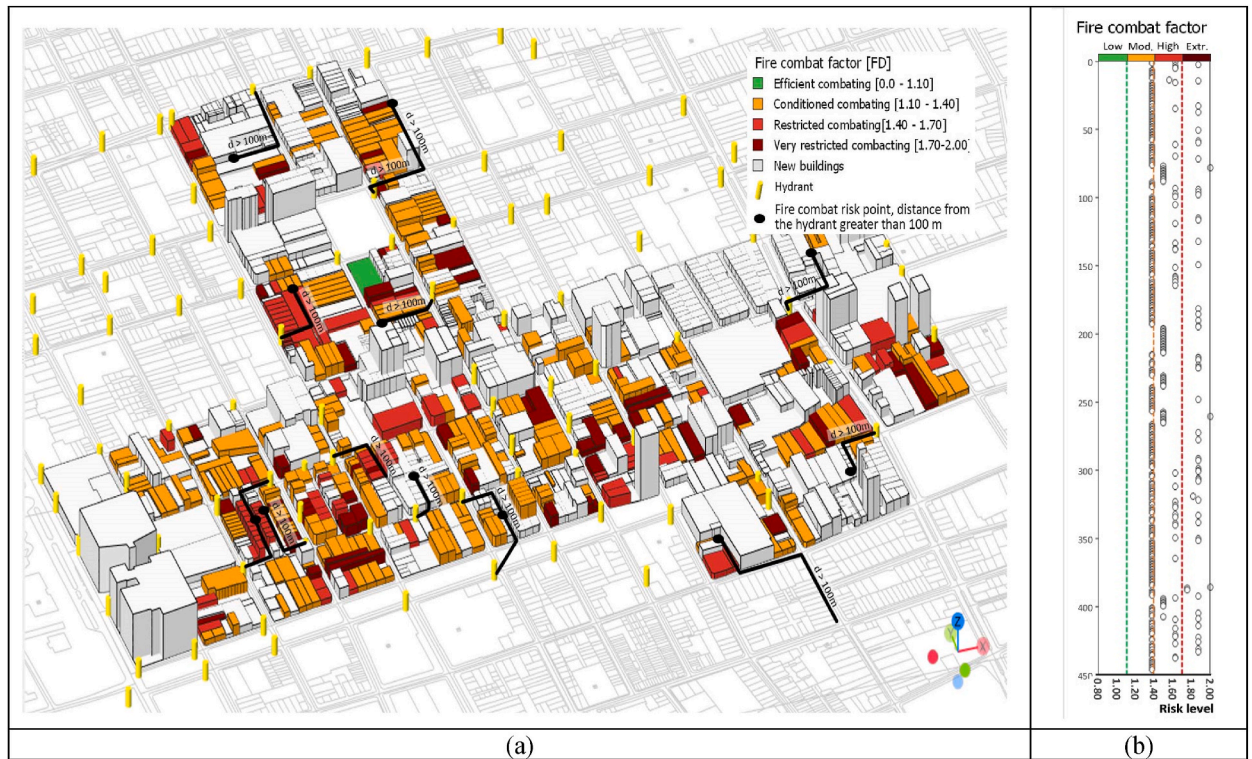 Fire combat factor [FD]
Efficient combating [0.0 - 1.10]
Conditioned combating [1.10 - 1.40]
Restricted combating[1.40 - 1.70]
Very restricted combacting [1.70-2.00]
New buildings
Hydrant
Fire combat risk point, distance from
the hydrant greater than 100 m
d > 100m
d > 100m
d > 100m
d > 100m
d > 100m
d > 100m
d > 100m
d > 100m
d > 100m
d > 100m
d > 100m
d > 100m
Z
Y
X
(a)
Fire combat factor
Low Mod. High Extr.
0
50
100
150
200
250
300
350
400
450
0.80
1.00
1.20
1.40
1.60
1.80
2.00
Risk level
(b)